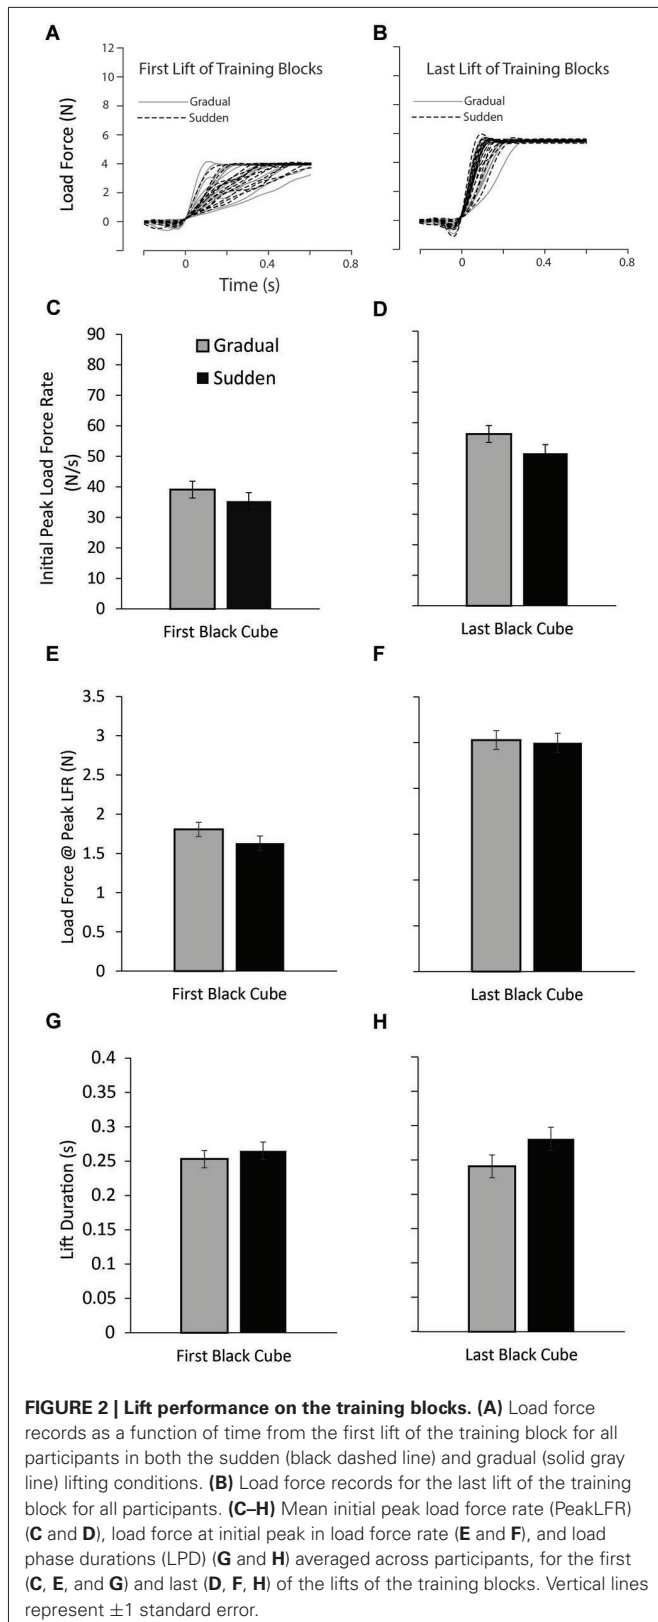 A
12
10
8
6
4
2
0
Load Force (N)
First Lift of Training Blocks
Gradual
Sudden
0 0.4 0.8
Time (s)
B
Last Lift of Training Blocks
Gradual
Sudden
0 0.4 0.8
C
90
80
70
60
50
40
30
20
10
0
Initial Peak Load Force Rate
(N/s)
Gradual
Sudden
First Black Cube
D
Last Black Cube
E
3.5
3
2.5
2
1.5
1
0.5
0
Load Force @ Peak LFR (N)
First Black Cube
F
Last Black Cube
G
0.4
0.35
0.3
0.25
0.2
0.15
0.1
0.05
0
Lift Duration (s)
First Black Cube
H
Last Black Cube
FIGURE 2 | Lift performance on the training blocks. (A) Load force
records as a function of time from the first lift of the training block for all
participants in both the sudden (black dashed line) and gradual (solid gray
line) lifting conditions. (B) Load force records for the last lift of the training
block for all participants. (C–H) Mean initial peak load force rate (PeakLFR)
(C and D), load force at initial peak in load force rate (E and F), and load
phase durations (LPD) (G and H) averaged across participants, for the first
(C, E, and G) and last (D, F, H) of the lifts of the training blocks. Vertical lines
represent ±1 standard error.